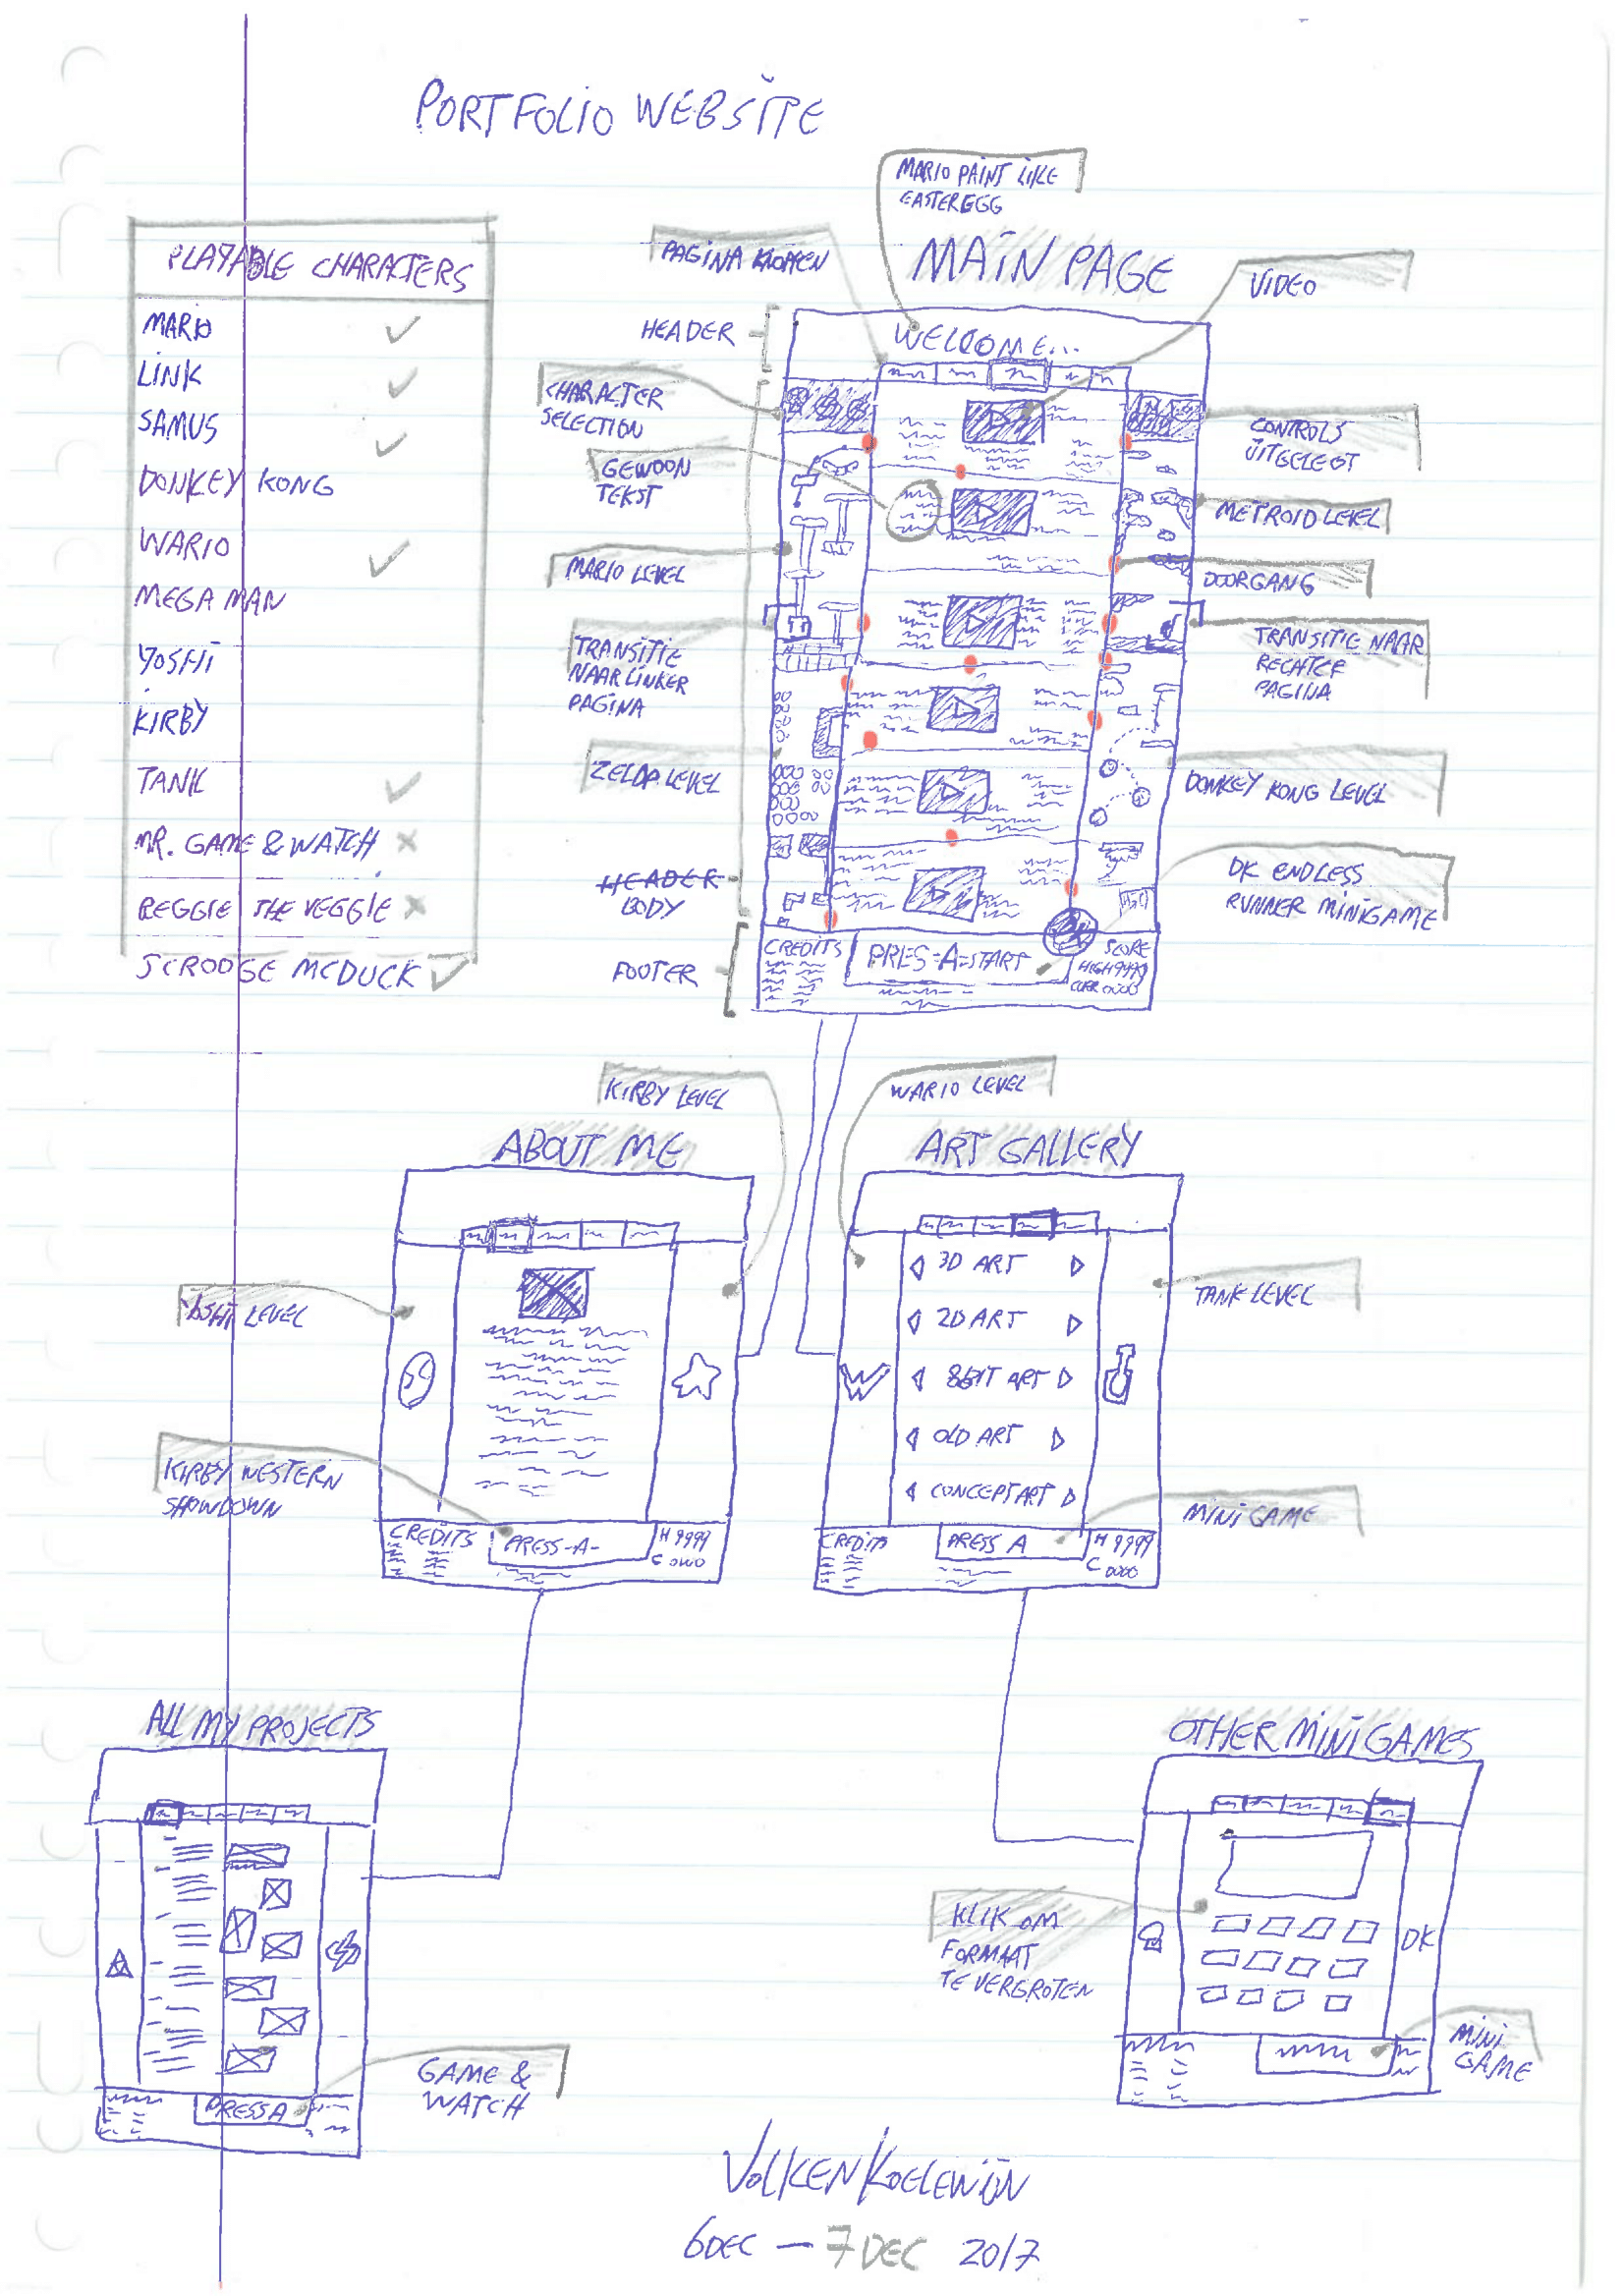 PORTFOLIO WEBSITE
PLAYABLE CHARACTERS
MARIO ✓
LINK ✓
SAMUS ✓
DONKEY KONG
WARIO ✓
MEGA MAN
YOSHI
KIRBY
TANK ✓
MR. GAME & WATCH ×
REGGIE THE VEGGIE ×
SCROOGE MCDUCK ✓
MARIO PAINT LIKE
EASTEREGG
PAGINA KNOPPEN
MAIN PAGE
VIDEO
HEADER
WELCOME...
CHARACTER
SELECTION
CONTROLS
UITGELEGT
GEWOON
TEKST
METROID LEVEL
MARIO LEVEL
DOORGANG
TRANSITIE
NAAR LINKER
PAGINA
TRANSITIE NAAR
RECHTER
PAGINA
ZELDA LEVEL
DONKEY KONG LEVEL
HEADER
BODY
DK ENDLESS
RUNNER MINIGAME
FOOTER
CREDITS
PRES=A=START
SCORE
HIGH 9999
CURR 0000
KIRBY LEVEL
WARIO LEVEL
ABOUT ME
ART GALLERY
YOSHI LEVEL
TANK LEVEL
3D ART
2D ART
8BIT ART
OLD ART
CONCEPT ART
KIRBY WESTERN
SHOWDOWN
MINI GAME
CREDITS
PRESS-A-
H 9999
C 0000
CREDITS
PRESS A
H 9999
C 0000
ALL MY PROJECTS
OTHER MINI GAMES
KLIK OM
FORMAAT
TE VERGROTEN
DK
GAME &
WATCH
PRESS A
MINI
GAME
VOLKEN KOELEWIJN
6 DEC — 7 DEC 2017